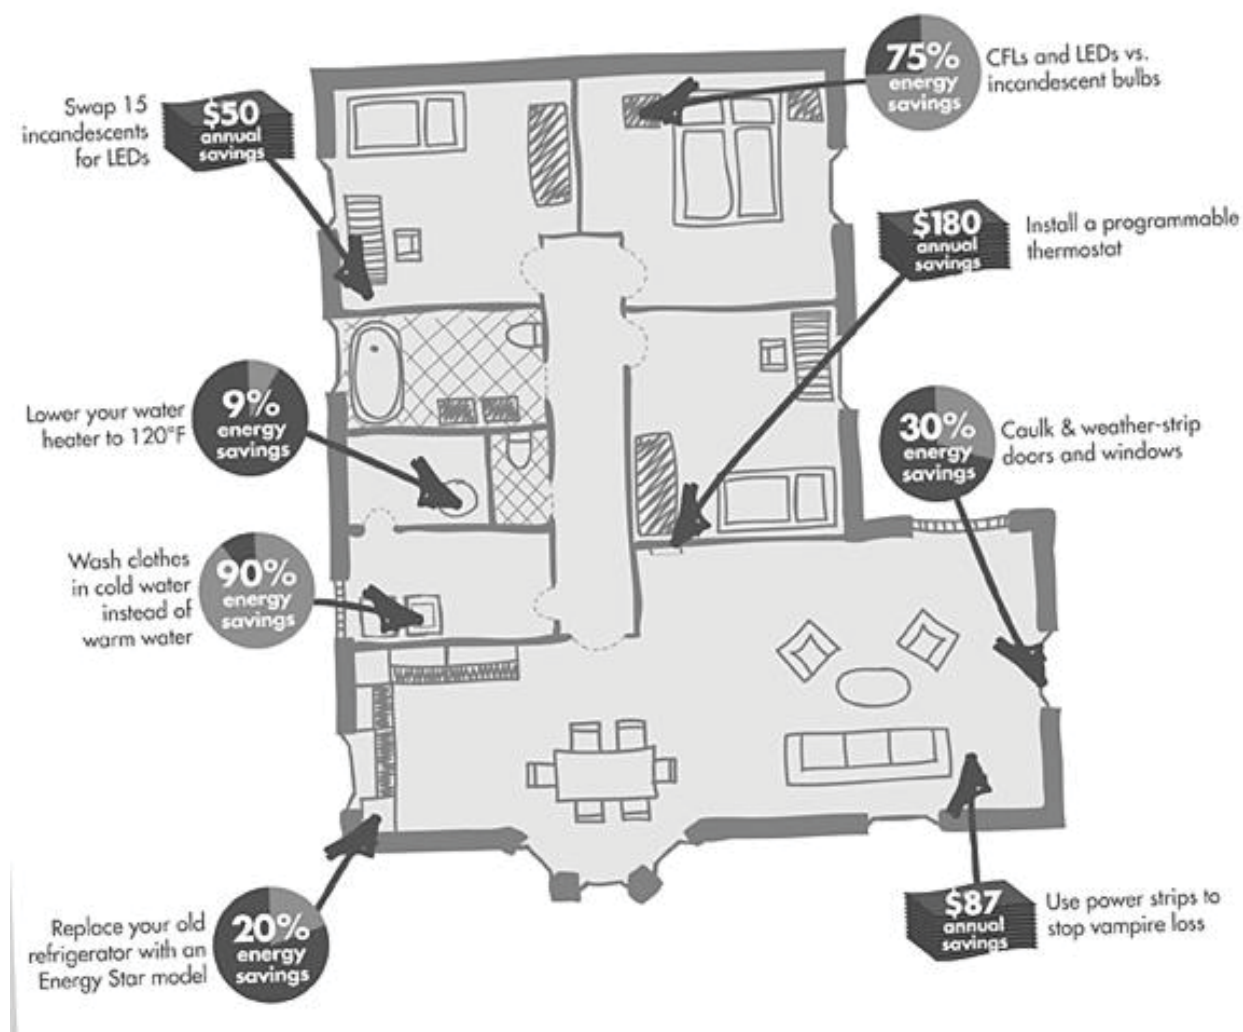 Swap 15
incandescents
for LEDs
$50
annual
savings
75%
energy
savings
CFLs and LEDs vs.
incandescent bulbs
$180
annual
savings
Install a programmable
thermostat
Lower your water
heater to 120°F
9%
energy
savings
30%
energy
savings
Caulk & weather-strip
doors and windows
Wash clothes
in cold water
instead of
warm water
90%
energy
savings
Replace your old
refrigerator with an
Energy Star model
20%
energy
savings
$87
annual
savings
Use power strips to
stop vampire loss